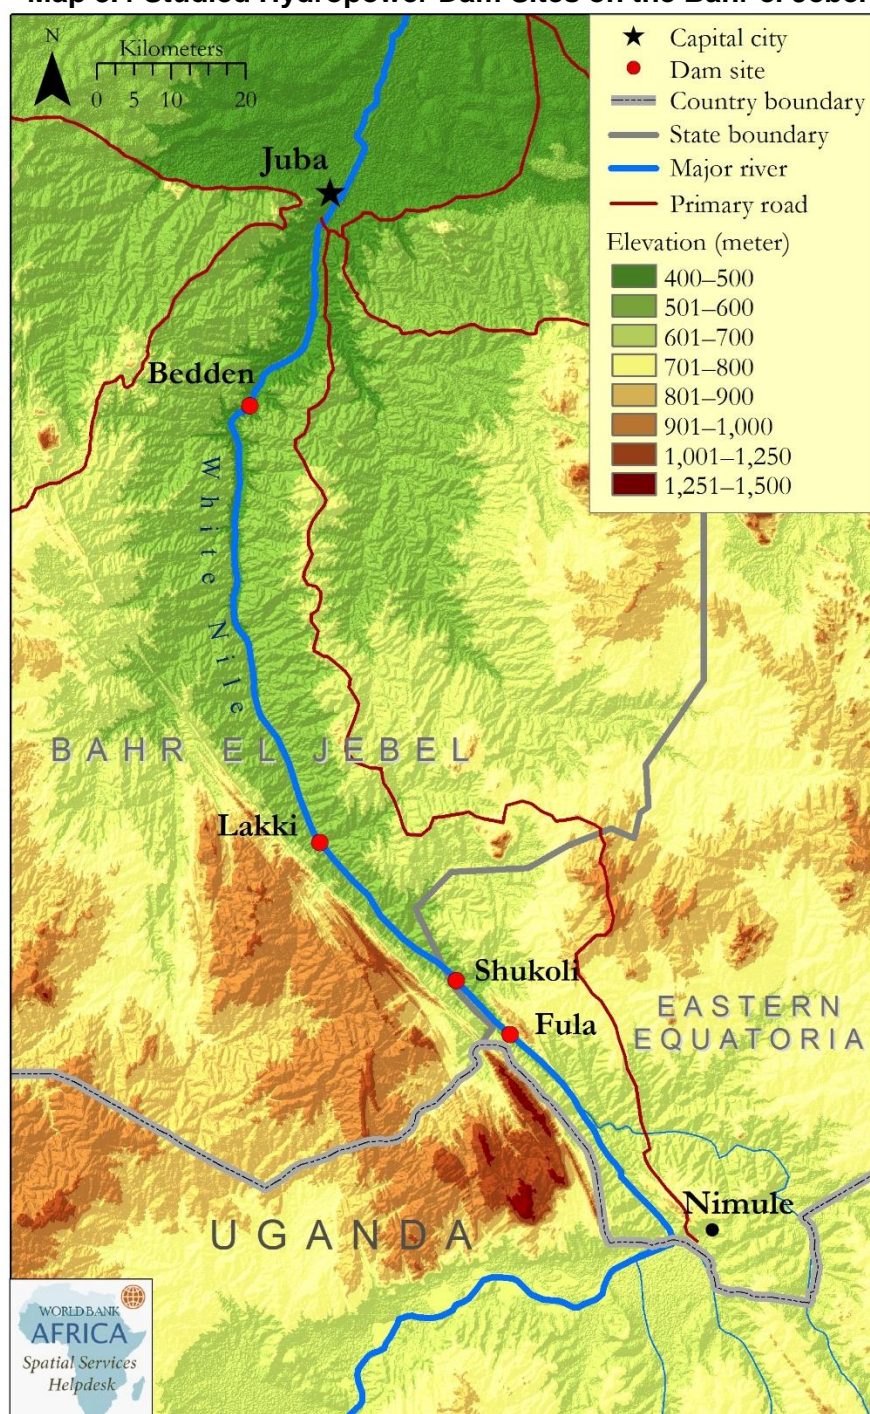 Map Studied Hydropower Dam Sites on the Bahr el Jebel
N
Kilometers
0 5 10 20
Capital city
Dam site
Country boundary
State boundary
Major river
Primary road
Elevation (meter)
400–500
501–600
601–700
701–800
801–900
901–1,000
1,001–1,250
1,251–1,500
Juba
Bedden
White Nile
BAHR EL JEBEL
Lakki
Shukoli
Fula
EASTERN
EQUATORIA
Nimule
UGANDA
WORLD BANK
AFRICA
Spatial Services
Helpdesk